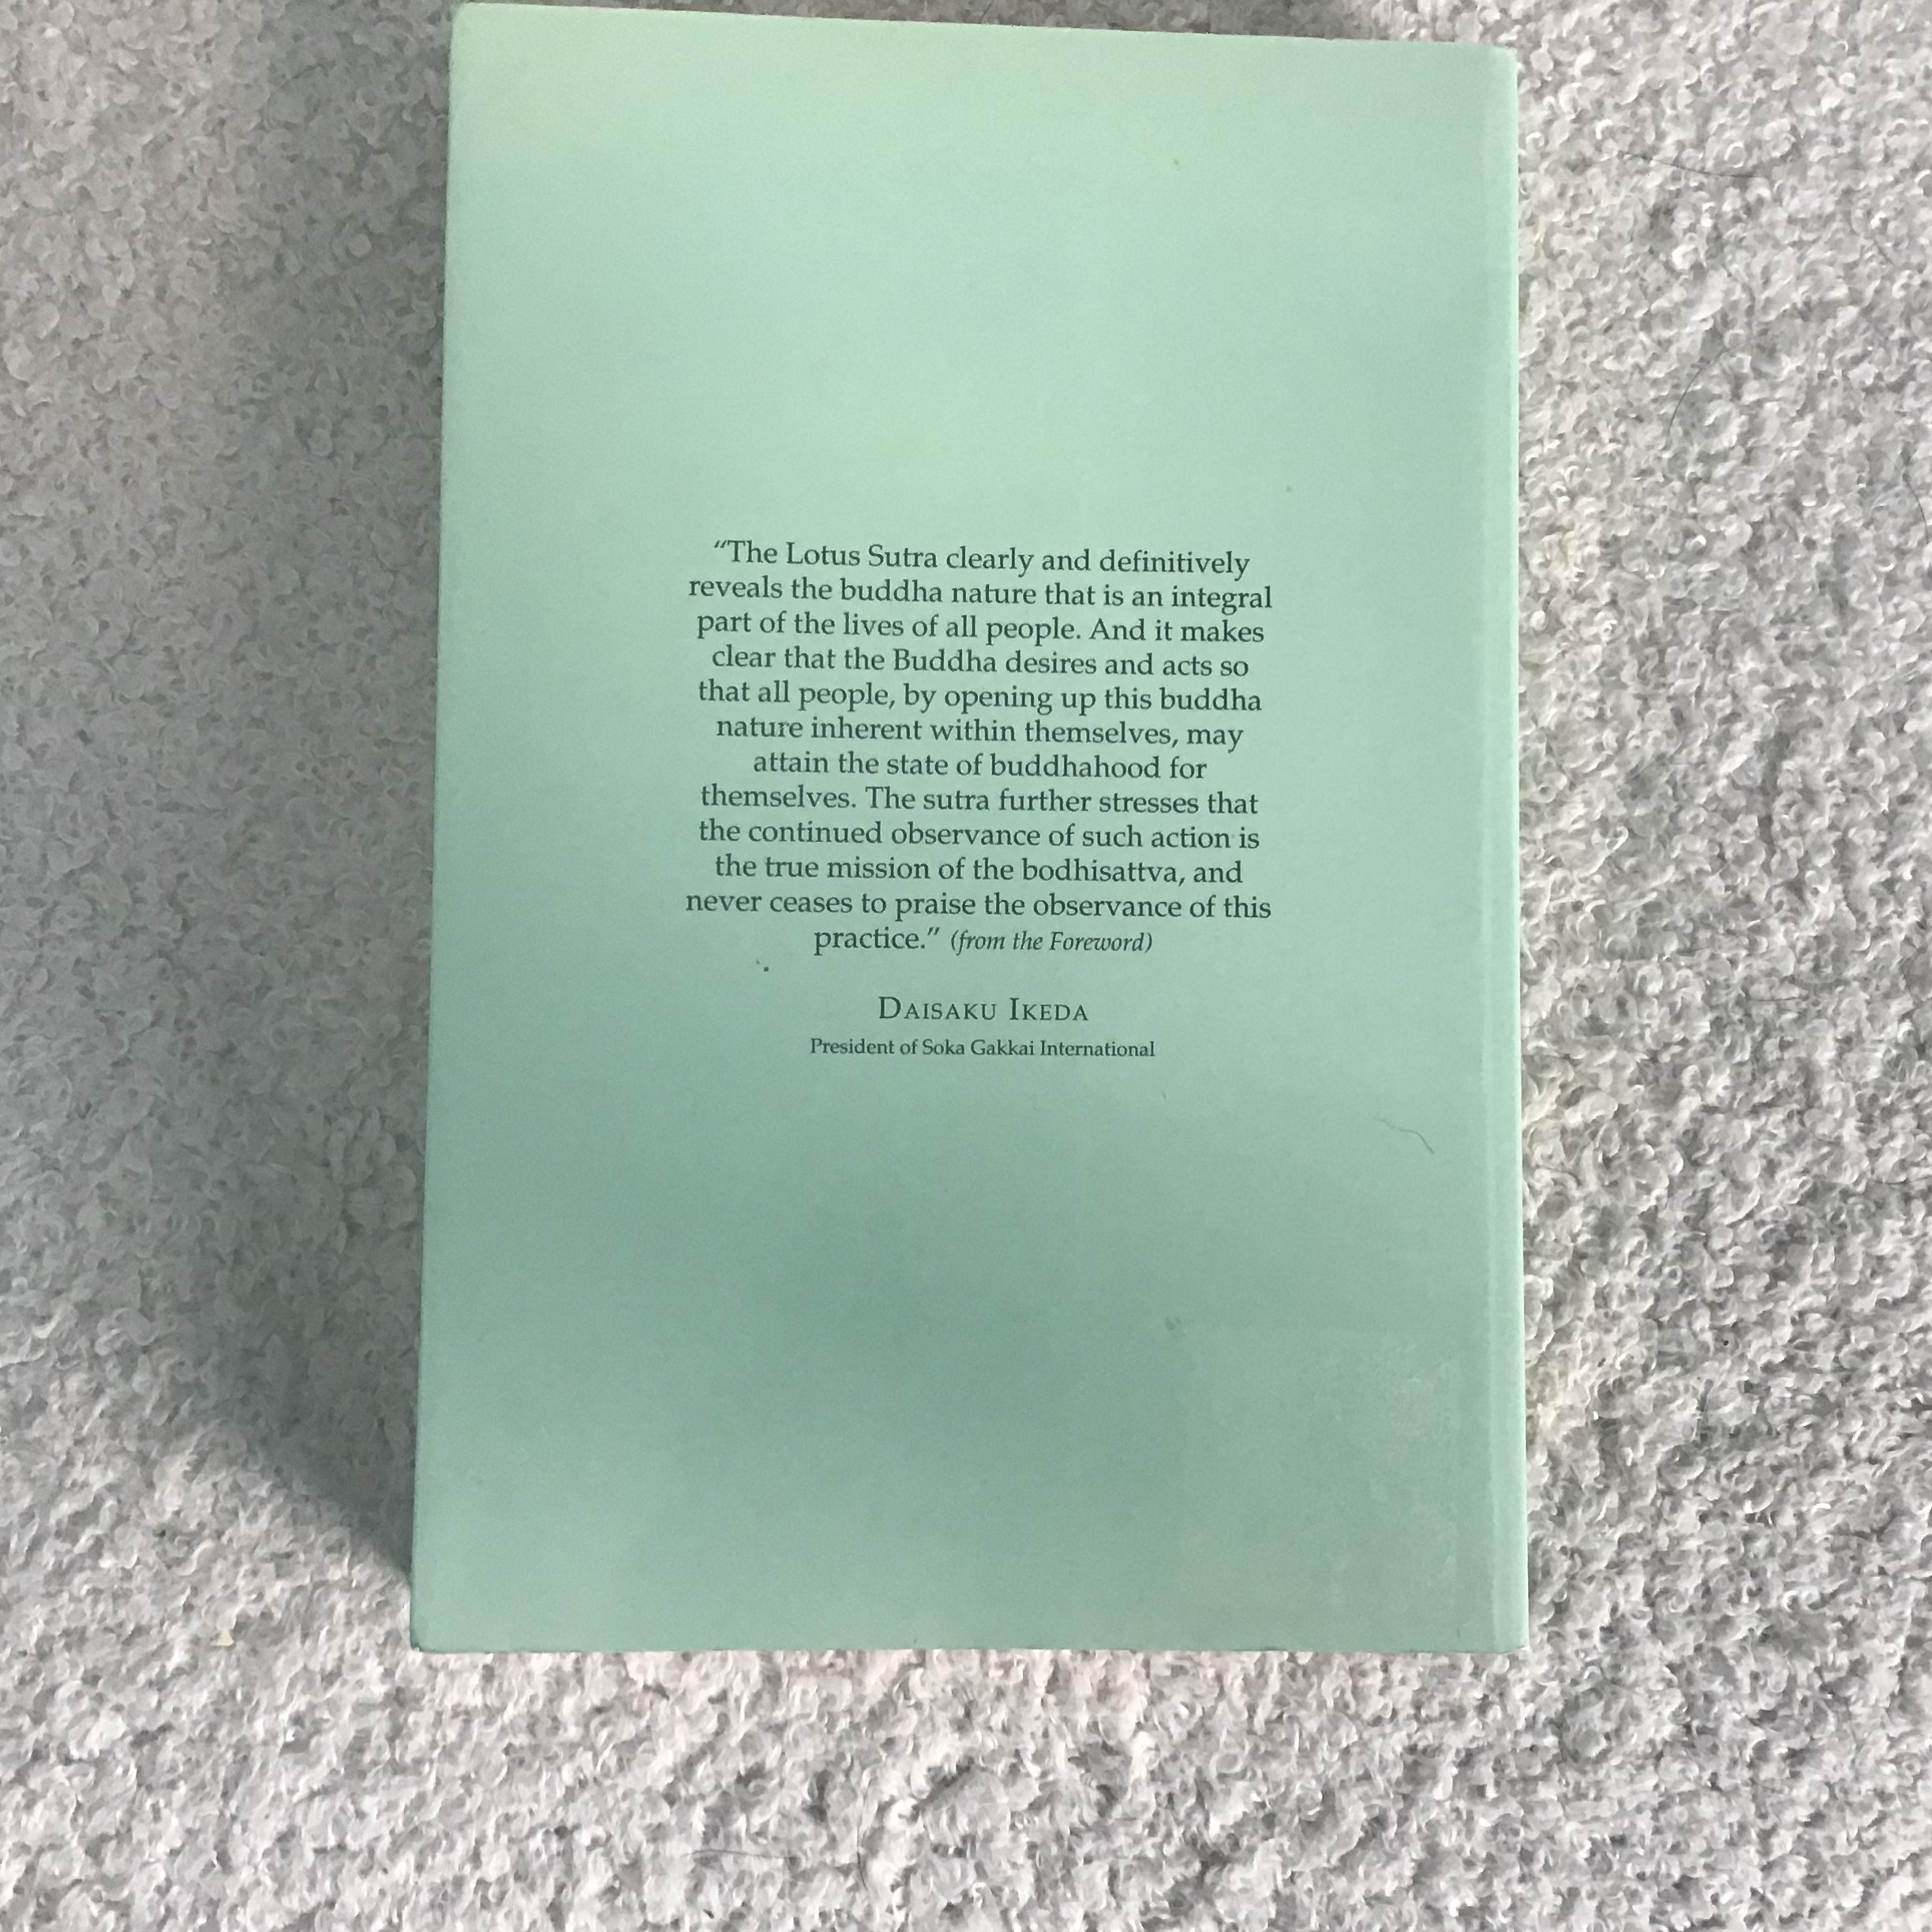 “The Lotus Sutra clearly and definitively
reveals the buddha nature that is an integral
part of the lives of all people. And it makes
clear that the Buddha desires and acts so
that all people, by opening up this buddha
nature inherent within themselves, may
attain the state of buddhahood for
themselves. The sutra further stresses that
the continued observance of such action is
the true mission of the bodhisattva, and
never ceases to praise the observance of this
practice.” (from the Foreword)
DAISAKU IKEDA
President of Soka Gakkai International